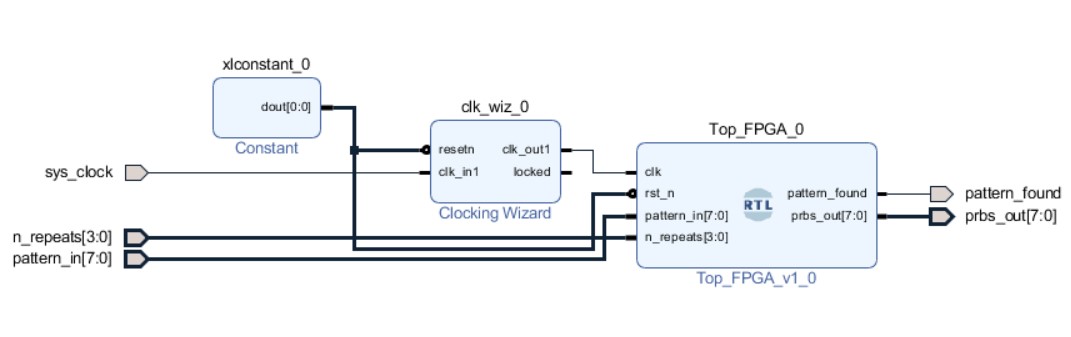 xlconstant_0
dout[0:0]
Constant
clk_wiz_0
resetn
clk_out1
clk_in1
locked
Clocking Wizard
Top_FPGA_0
clk
rst_n
pattern_in[7:0]
n_repeats[3:0]
RTL
pattern_found
prbs_out[7:0]
Top_FPGA_v1_0
sys_clock
n_repeats[3:0]
pattern_in[7:0]
pattern_found
prbs_out[7:0]